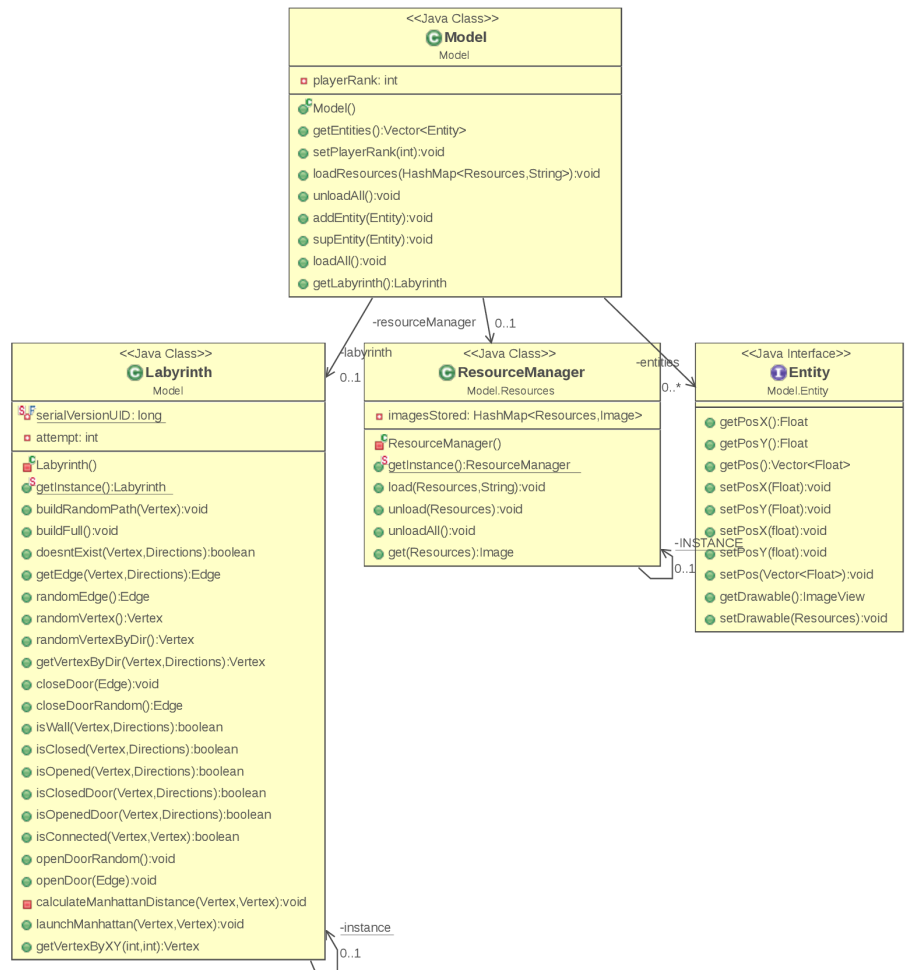 <<Java Class>>
Model
Model
playerRank: int
Model()
getEntities():Vector<Entity>
setPlayerRank(int):void
loadResources(HashMap<Resources,String>):void
unloadAll():void
addEntity(Entity):void
supEntity(Entity):void
loadAll():void
getLabyrinth():Labyrinth
-labyrinth
0..1
-resourceManager
0..1
-entities
0..*
<<Java Class>>
Labyrinth
Model
serialVersionUID: long
attempt: int
Labyrinth()
getInstance():Labyrinth
buildRandomPath(Vertex):void
buildFull():void
doesntExist(Vertex,Directions):boolean
getEdge(Vertex,Directions):Edge
randomEdge():Edge
randomVertex():Vertex
randomVertexByDir():Vertex
getVertexByDir(Vertex,Directions):Vertex
closeDoor(Edge):void
closeDoorRandom():Edge
isWall(Vertex,Directions):boolean
isClosed(Vertex,Directions):boolean
isOpened(Vertex,Directions):boolean
isClosedDoor(Vertex,Directions):boolean
isOpenedDoor(Vertex,Directions):boolean
isConnected(Vertex,Vertex):boolean
openDoorRandom():void
openDoor(Edge):void
calculateManhattanDistance(Vertex,Vertex):void
launchManhattan(Vertex,Vertex):void
getVertexByXY(int,int):Vertex
-instance
0..1
<<Java Class>>
ResourceManager
Model.Resources
imagesStored: HashMap<Resources,Image>
ResourceManager()
getInstance():ResourceManager
load(Resources,String):void
unload(Resources):void
unloadAll():void
get(Resources):Image
-INSTANCE
0..1
<<Java Interface>>
Entity
Model.Entity
getPosX():Float
getPosY():Float
getPos():Vector<Float>
setPosX(Float):void
setPosY(Float):void
setPosX(float):void
setPosY(float):void
setPos(Vector<Float>):void
getDrawable():ImageView
setDrawable(Resources):void